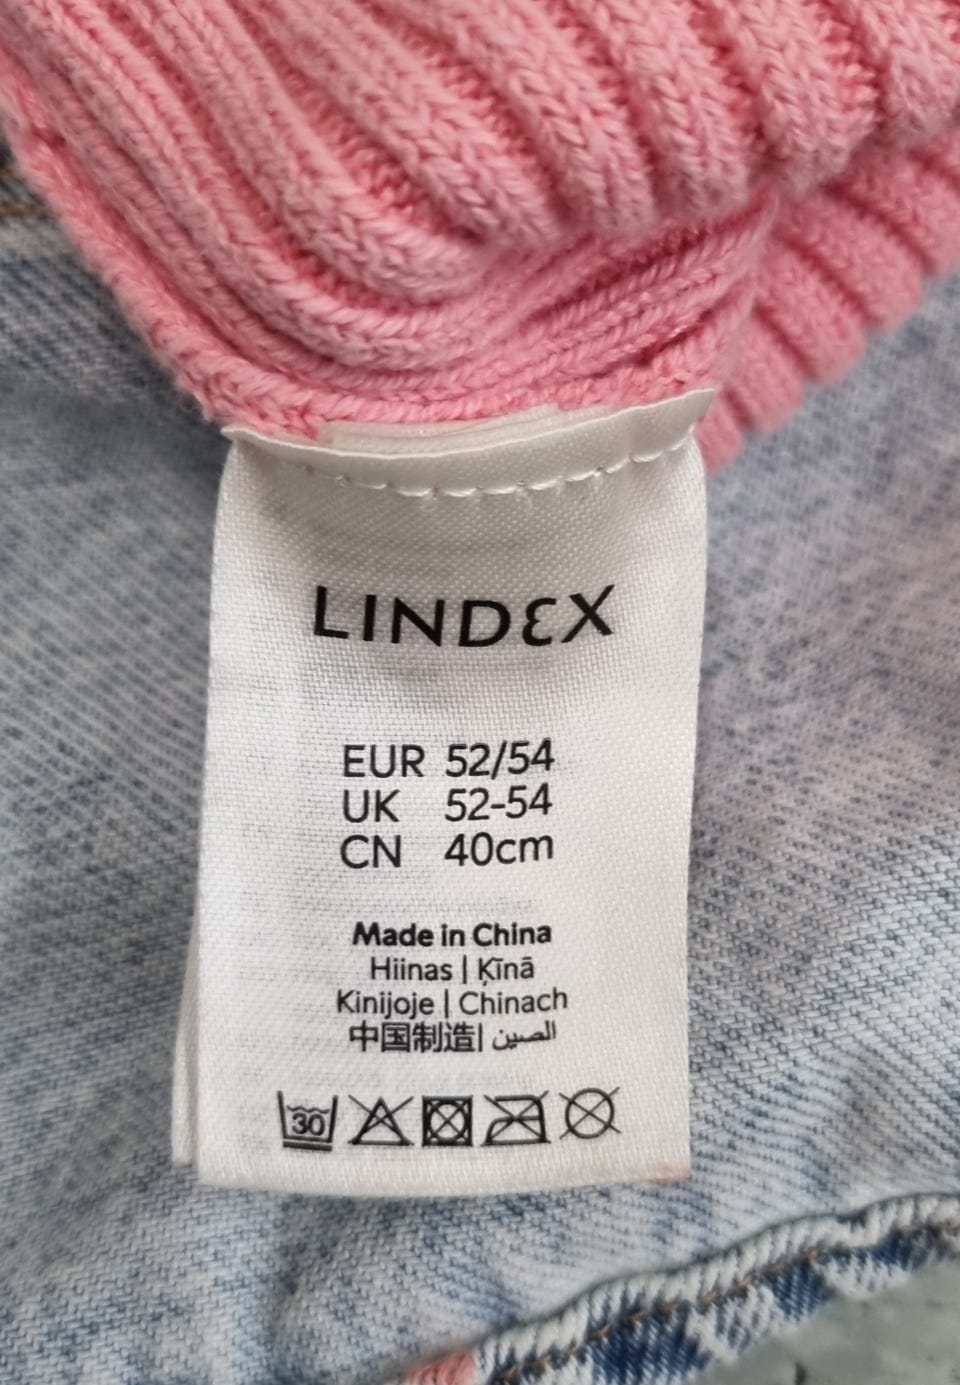 LINDEX
EUR 52/54
UK 52-54
CN 40cm
Made in China
Hiinas | Ķīnā
Kinijoje | Chinach
中国制造| الصين
30